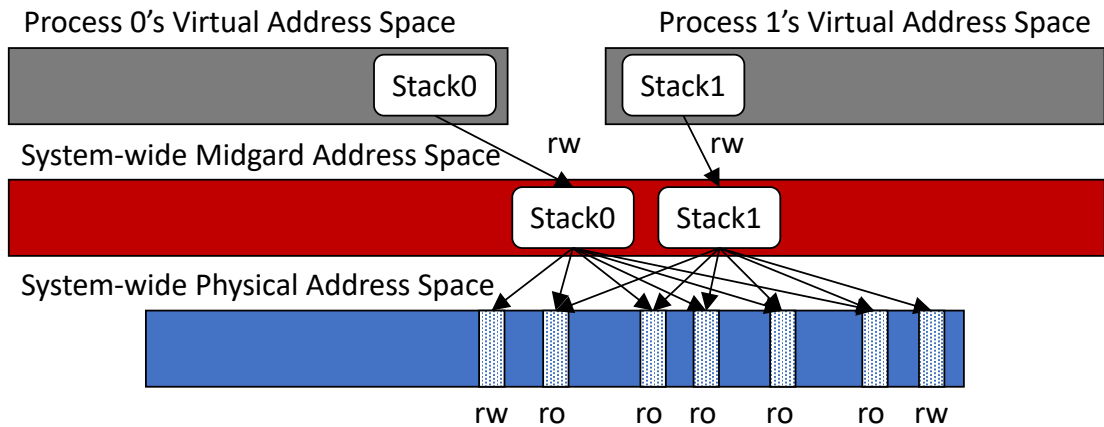 Process 0's Virtual Address Space
Process 1's Virtual Address Space
Stack0
Stack1
rw
rw
System-wide Midgard Address Space
Stack0
Stack1
System-wide Physical Address Space
rw ro ro ro ro ro rw